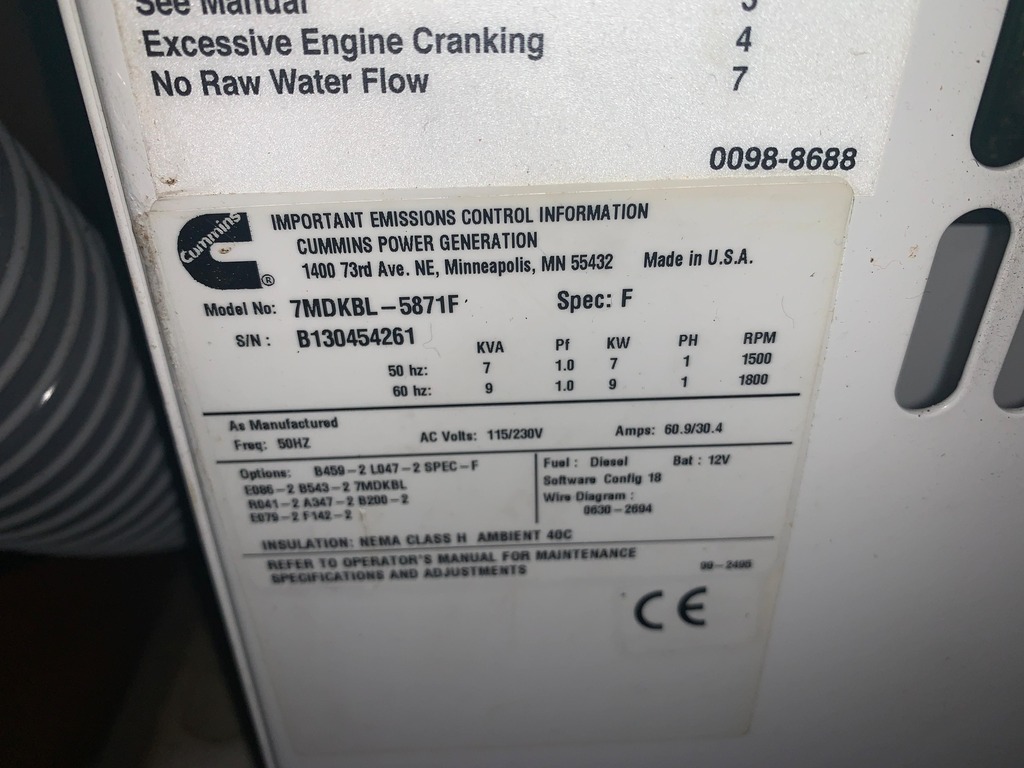 See Manual 3
Excessive Engine Cranking 4
No Raw Water Flow 7
0098-8688
Cummins ®
IMPORTANT EMISSIONS CONTROL INFORMATION
CUMMINS POWER GENERATION
1400 73rd Ave. NE, Minneapolis, MN 55432 Made in U.S.A.
Model No: 7MDKBL-5871F Spec: F
S/N: B130454261
KVA Pf KW PH RPM
50 hz: 7 1.0 7 1 1500
60 hz: 9 1.0 9 1 1800
As Manufactured
Freq: 50HZ AC Volts: 115/230V Amps: 60.9/30.4
Options: B459-2 L047-2 SPEC-F
E086-2 B543-2 7MDKBL
R041-2 A347-2 B200-2
E079-2 F142-2
Fuel: Diesel Bat: 12V
Software Config 18
Wire Diagram:
0630-2694
INSULATION: NEMA CLASS H AMBIENT 40C
REFER TO OPERATOR'S MANUAL FOR MAINTENANCE
SPECIFICATIONS AND ADJUSTMENTS
99-2495
CE